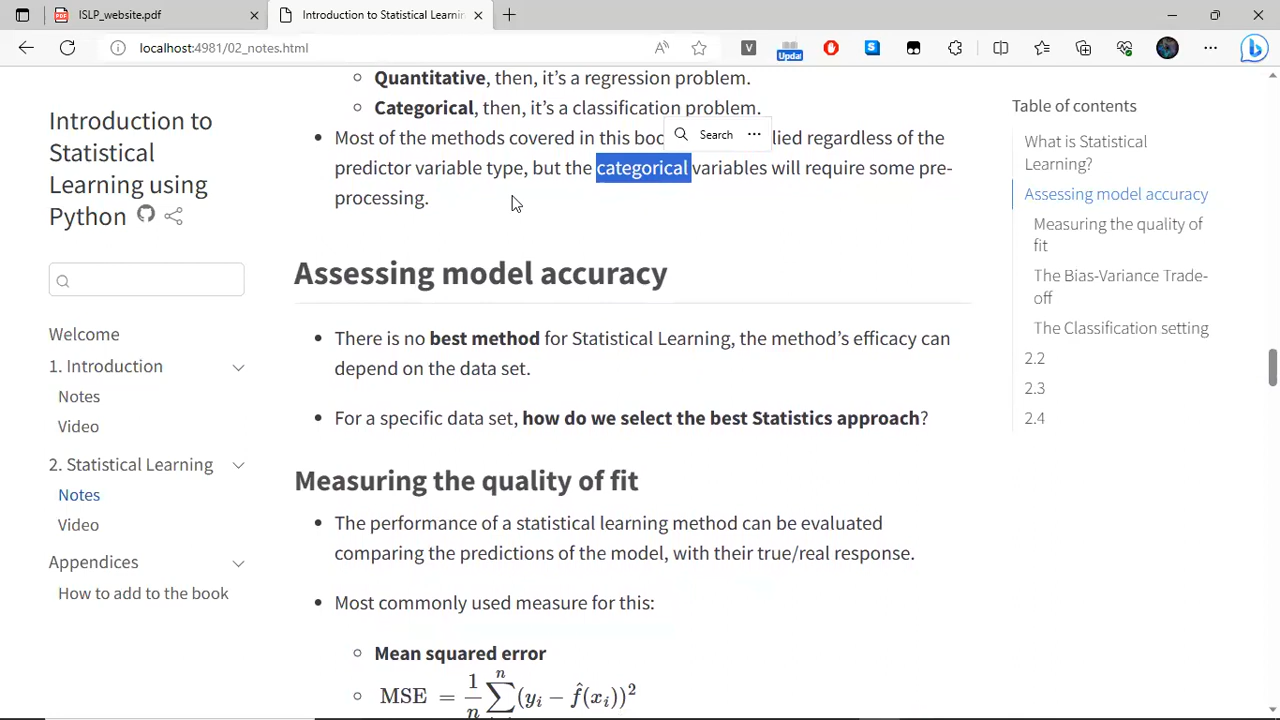 ISLP_website.pdf
Introduction to Statistical Learnin
localhost:4981/02_notes.html
Upda
Introduction to
Statistical
Learning using
Python
Welcome
1. Introduction
Notes
Video
2. Statistical Learning
Notes
Video
Appendices
How to add to the book
Quantitative, then, it's a regression problem.
Categorical, then, it's a classification problem.
Most of the methods covered in this boo lied regardless of the
Search
predictor variable type, but the categorical variables will require some pre-
processing.
Assessing model accuracy
There is no best method for Statistical Learning, the method's efficacy can
depend on the data set.
For a specific data set, how do we select the best Statistics approach?
Measuring the quality of fit
The performance of a statistical learning method can be evaluated
comparing the predictions of the model, with their true/real response.
Most commonly used measure for this:
Mean squared error
MSE = 1/n ∑ⁿ (yᵢ − f̂(xᵢ))²
Table of contents
What is Statistical
Learning?
Assessing model accuracy
Measuring the quality of
fit
The Bias-Variance Trade-
off
The Classification setting
2.2
2.3
2.4